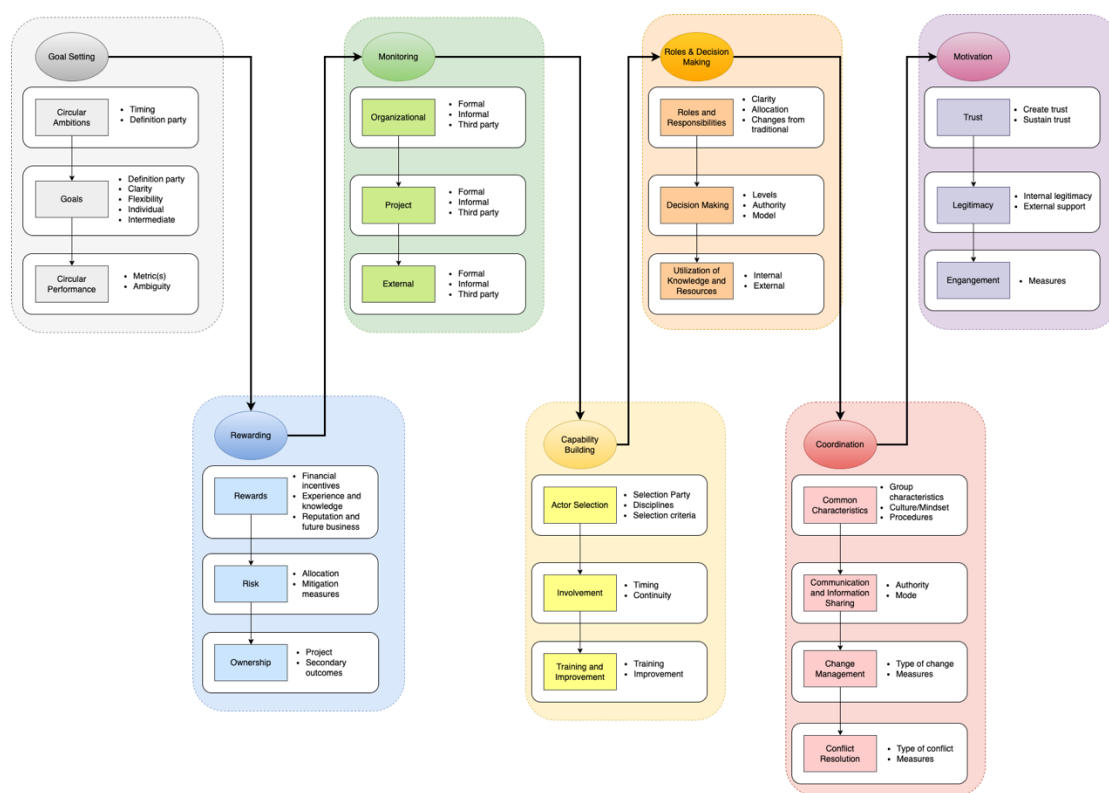 Goal Setting
Circular
Ambitions
• Timing
• Definition party
Goals
• Definition party
• Clarity
• Flexibility
• Individual
• Intermediate
Circular
Performance
• Metric(s)
• Ambiguity
Rewarding
Rewards
• Financial
incentives
• Experience and
knowledge
• Reputation and
future business
Risk
• Allocation
• Mitigation
measures
Ownership
• Project
• Secondary
outcomes
Monitoring
Organizational
• Formal
• Informal
• Third party
Project
• Formal
• Informal
• Third party
External
• Formal
• Informal
• Third party
Capability
Building
Actor Selection
• Selection Party
• Disciplines
• Selection criteria
Involvement
• Timing
• Continuity
Training and
Improvement
• Training
• Improvement
Roles & Decision
Making
Roles and
Responsibilities
• Clarity
• Allocation
• Changes from
traditional
Decision Making
• Levels
• Authority
• Model
Utilization of
Knowledge and
Resources
• Internal
• External
Coordination
Common
Characteristics
• Group
characteristics
• Culture/Mindset
• Procedures
Communication
and Information
Sharing
• Authority
• Mode
Change
Management
• Type of change
• Measures
Conflict
Resolution
• Type of conflict
• Measures
Motivation
Trust
• Create trust
• Sustain trust
Legitimacy
• Internal legitimacy
• External support
Engangement
• Measures